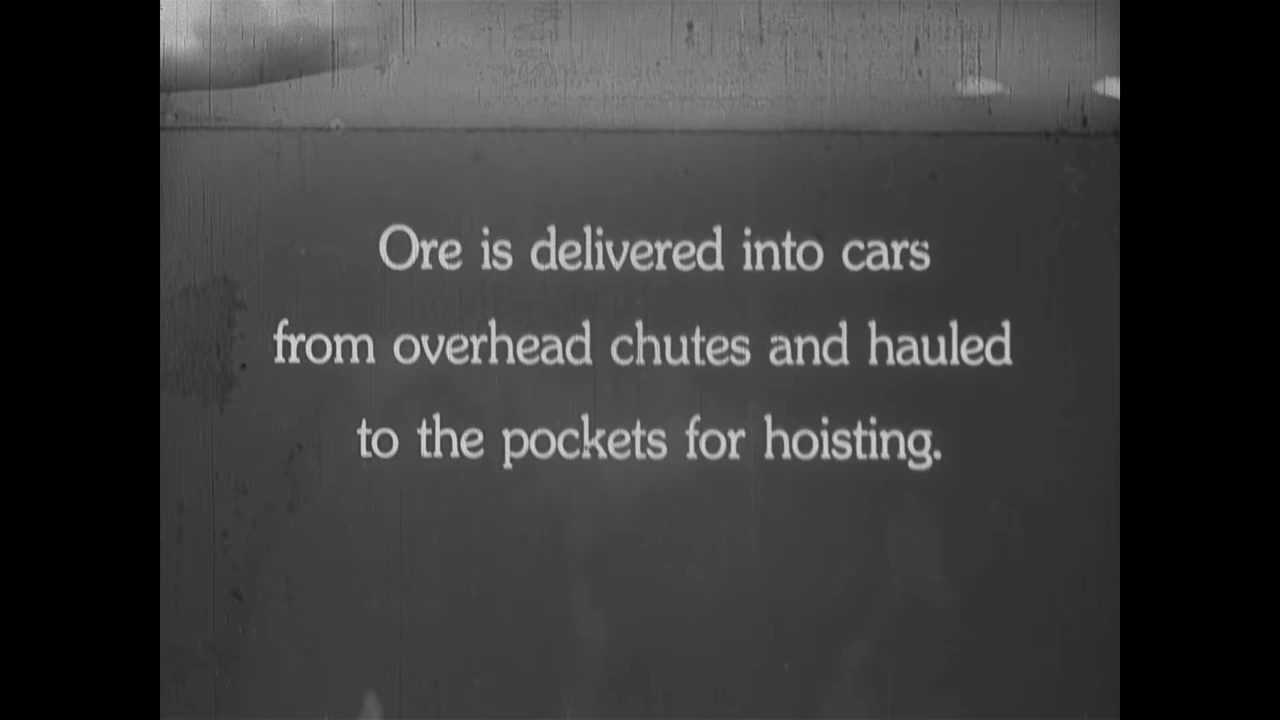 Ore is delivered into cars
from overhead chutes and hauled
to the pockets for hoisting.